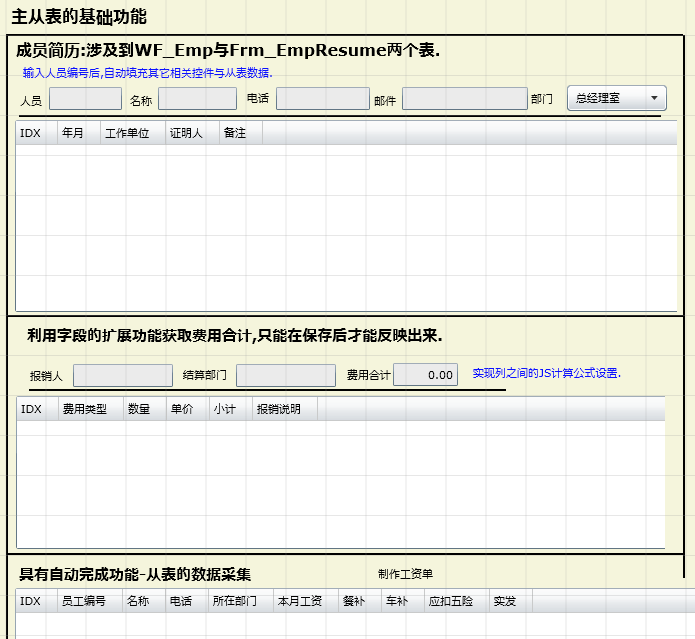 主从表的基础功能
成员简历:涉及到WF_Emp与Frm_EmpResume两个表.
输入人员编号后,自动填充其它相关控件与从表数据.
人员 名称 电话 邮件 部门 总经理室
IDX 年月 工作单位 证明人 备注
利用字段的扩展功能获取费用合计,只能在保存后才能反映出来.
报销人 结算部门 费用合计 0.00 实现列之间的JS计算公式设置.
IDX 费用类型 数量 单价 小计 报销说明
具有自动完成功能-从表的数据采集 制作工资单
IDX 员工编号 名称 电话 所在部门 本月工资 餐补 车补 应扣五险 实发